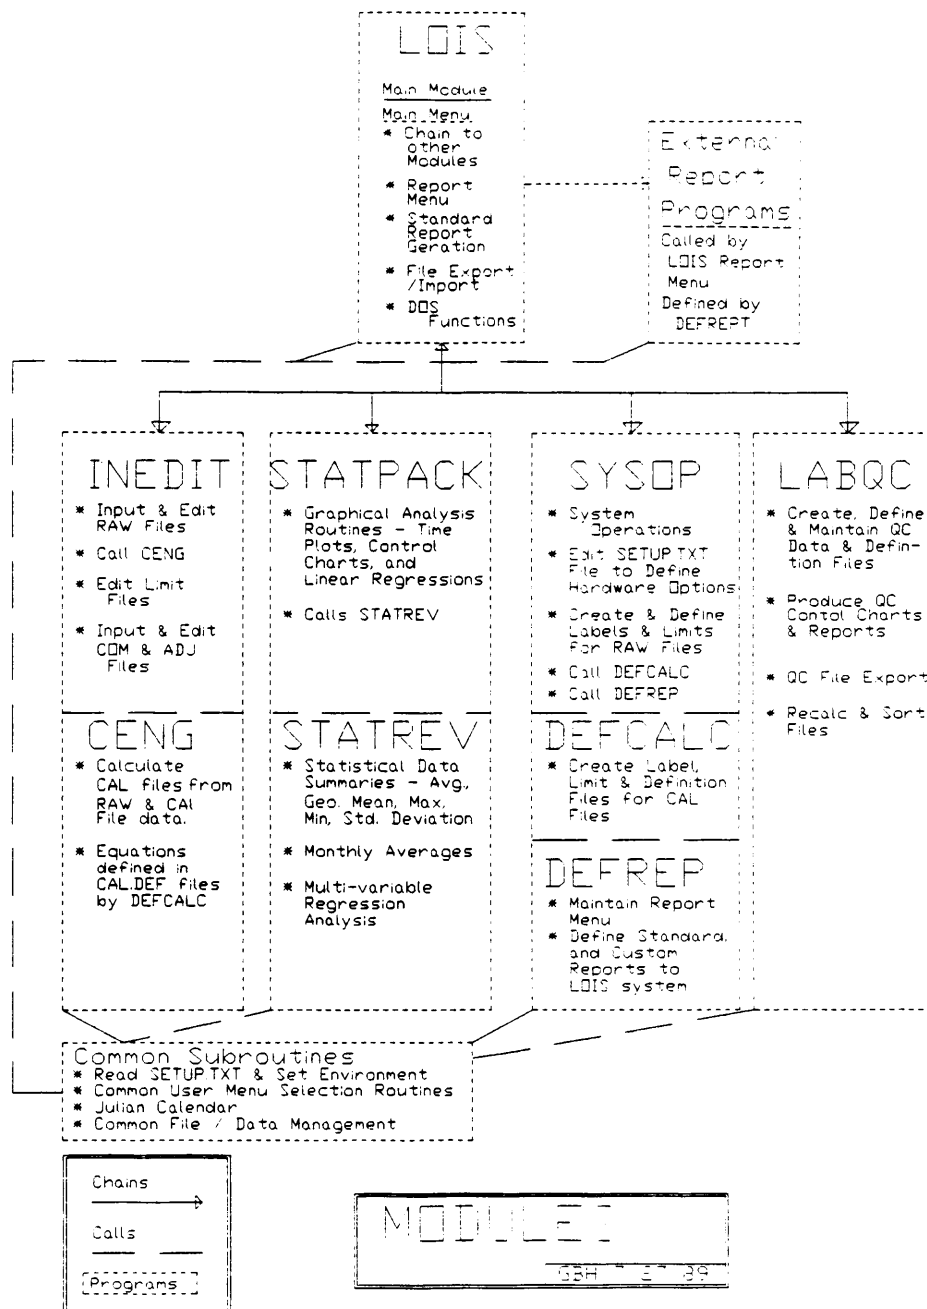 LOIS
Main Module
Main Menu
* Chain to
other
Modules
* Report
Menu
* Standard
Report
Geration
* File Export
/Import
* DOS
Functions
External
Report
Programs
Called by
LOIS Report
Menu
Defined by
DEFREPT
INEDIT
* Input & Edit
RAW Files
* Call CENG
* Edit Limit
Files
* Input & Edit
COM & ADJ
Files
CENG
* Calculate
CAL files from
RAW & CAL
File data.
* Equations
defined in
CAL.DEF files
by DEFCALC
STATPACK
* Graphical Analysis
Routines - Time
Plots, Control
Charts, and
Linear Regressions
* Calls STATREV
STATREV
* Statistical Data
Summaries - Avg.,
Geo. Mean, Max,
Min, Std. Deviation
* Monthly Averages
* Multi-variable
Regression
Analysis
SYSOP
* System
Operations
* Edit SETUP.TXT
File to Define
Hardware Options
* Create & Define
Labels & Limits
for RAW Files
* Call DEFCALC
* Call DEFREP
DEFCALC
* Create Label,
Limit & Definition
Files for CAL
Files
DEFREP
* Maintain Report
Menu
* Define Standard,
and Custom
Reports to
LOIS system
LABQC
* Create, Define
& Maintain QC
Data & Defin-
tion Files
* Produce QC
Contol Charts
& Reports
* QC File Export
* Recalc & Sort
Files
Common Subroutines
* Read SETUP.TXT & Set Environment
* Common User Menu Selection Routines
* Julian Calendar
* Common File / Data Management
Chains
Calls
Programs
GBH